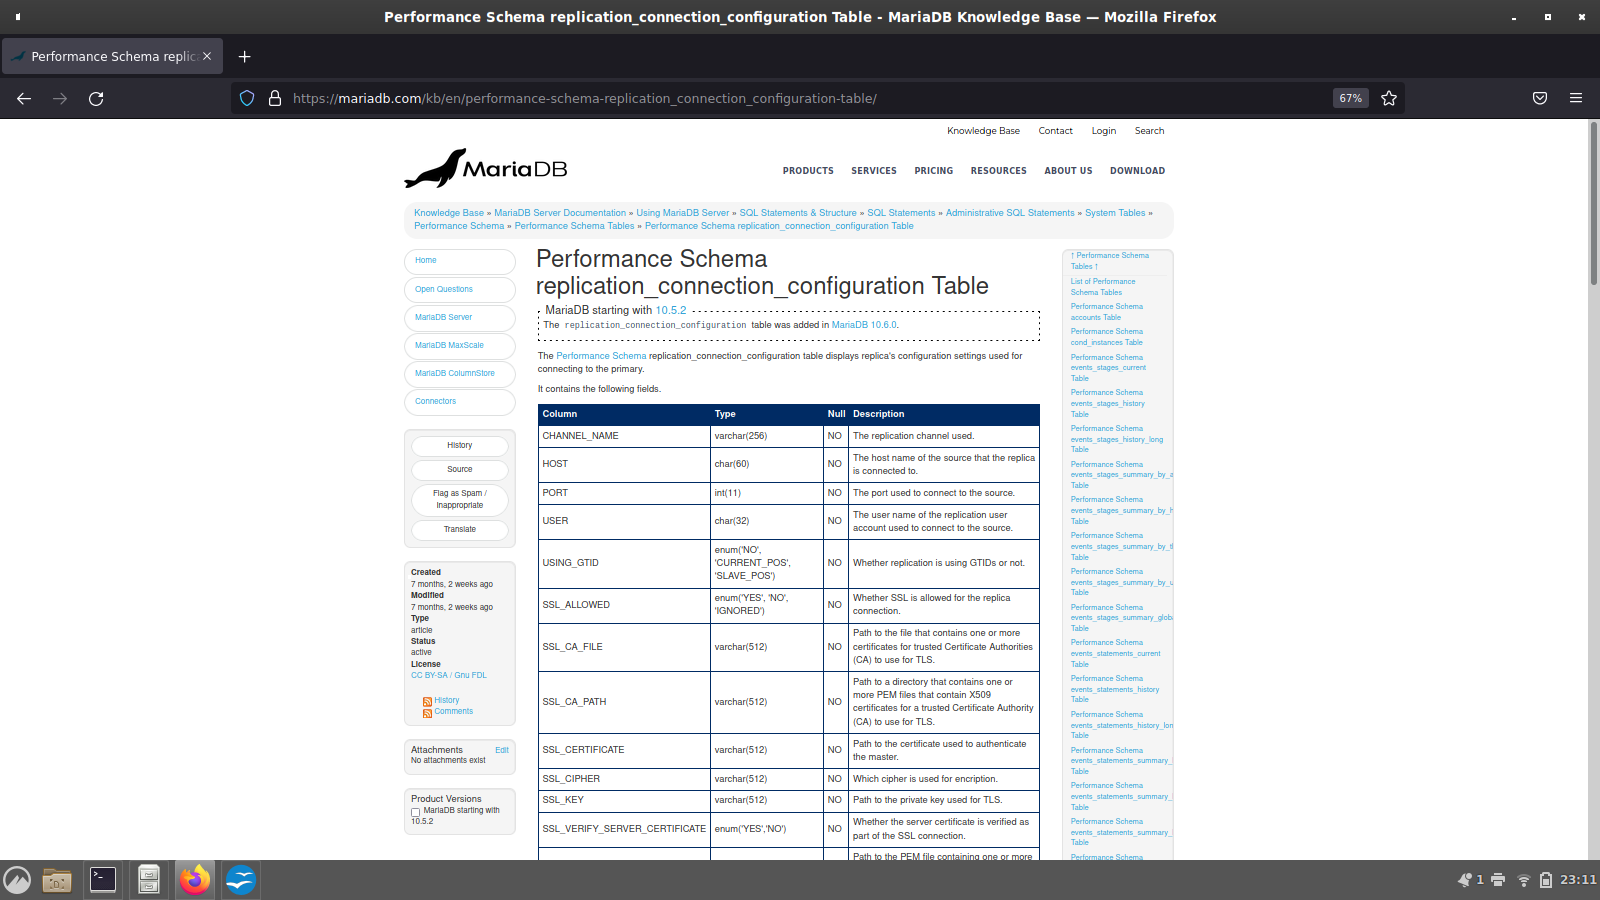 Performance Schema replication_connection_configuration Table - MariaDB Knowledge Base — Mozilla Firefox
Performance Schema replic
https://mariadb.com/kb/en/performance-schema-replication_connection_configuration-table/
67%
Knowledge Base Contact Login Search
MariaDB
PRODUCTS SERVICES PRICING RESOURCES ABOUT US DOWNLOAD
Knowledge Base » MariaDB Server Documentation » Using MariaDB Server » SQL Statements & Structure » SQL Statements » Administrative SQL Statements » System Tables »
Performance Schema » Performance Schema Tables » Performance Schema replication_connection_configuration Table
Home
Open Questions
MariaDB Server
MariaDB MaxScale
MariaDB ColumnStore
Connectors
History
Source
Flag as Spam /
Inappropriate
Translate
Created
7 months, 2 weeks ago
Modified
7 months, 2 weeks ago
Type
article
Status
active
License
CC BY-SA / Gnu FDL
History
Comments
Attachments Edit
No attachments exist
Product Versions
MariaDB starting with
10.5.2
Performance Schema
replication_connection_configuration Table
MariaDB starting with 10.5.2
The replication_connection_configuration table was added in MariaDB 10.6.0.
The Performance Schema replication_connection_configuration table displays replica's configuration settings used for
connecting to the primary.
It contains the following fields.
Column Type Null Description
CHANNEL_NAME varchar(256) NO The replication channel used.
HOST char(60) NO The host name of the source that the replica
is connected to.
PORT int(11) NO The port used to connect to the source.
USER char(32) NO The user name of the replication user
account used to connect to the source.
USING_GTID enum('NO',
'CURRENT_POS',
'SLAVE_POS') NO Whether replication is using GTIDs or not.
SSL_ALLOWED enum('YES', 'NO',
'IGNORED') NO Whether SSL is allowed for the replica
connection.
SSL_CA_FILE varchar(512) NO Path to the file that contains one or more
certificates for trusted Certificate Authorities
(CA) to use for TLS.
SSL_CA_PATH varchar(512) NO Path to a directory that contains one or
more PEM files that contain X509
certificates for a trusted Certificate Authority
(CA) to use for TLS.
SSL_CERTIFICATE varchar(512) NO Path to the certificate used to authenticate
the master.
SSL_CIPHER varchar(512) NO Which cipher is used for encription.
SSL_KEY varchar(512) NO Path to the private key used for TLS.
SSL_VERIFY_SERVER_CERTIFICATE enum('YES','NO') NO Whether the server certificate is verified as
part of the SSL connection.
Path to the PEM file containing one or more
↑ Performance Schema
Tables ↑
List of Performance
Schema Tables
Performance Schema
accounts Table
Performance Schema
cond_instances Table
Performance Schema
events_stages_current
Table
Performance Schema
events_stages_history
Table
Performance Schema
events_stages_history_long
Table
Performance Schema
events_stages_summary_by_a
Table
Performance Schema
events_stages_summary_by_h
Table
Performance Schema
events_stages_summary_by_t
Table
Performance Schema
events_stages_summary_by_u
Table
Performance Schema
events_stages_summary_globa
Table
Performance Schema
events_statements_current
Table
Performance Schema
events_statements_history
Table
Performance Schema
events_statements_history_lon
Table
Performance Schema
events_statements_summary_
Table
Performance Schema
events_statements_summary_
Table
Performance Schema
events_statements_summary_
Table
Performance Schema
1
23:11